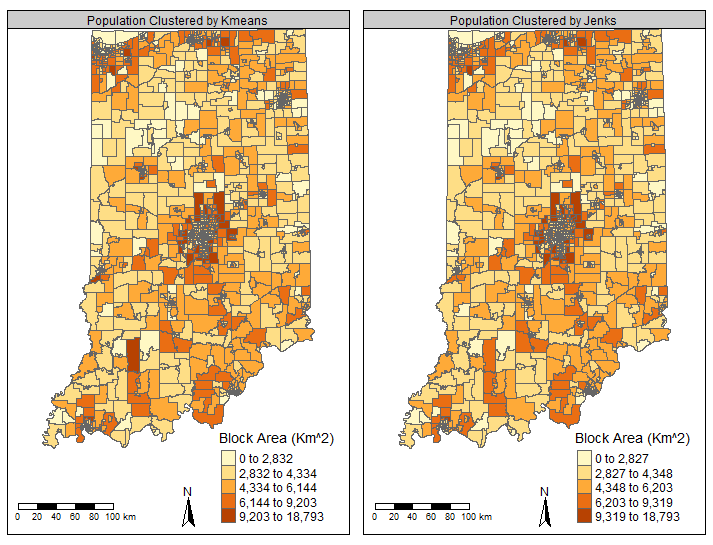 Population Clustered by Kmeans
Block Area (Km^2)
0 to 2,832
2,832 to 4,334
4,334 to 6,144
6,144 to 9,203
9,203 to 18,793
N
0 20 40 60 80 100 km
Population Clustered by Jenks
Block Area (Km^2)
0 to 2,827
2,827 to 4,348
4,348 to 6,203
6,203 to 9,319
9,319 to 18,793
N
0 20 40 60 80 100 km